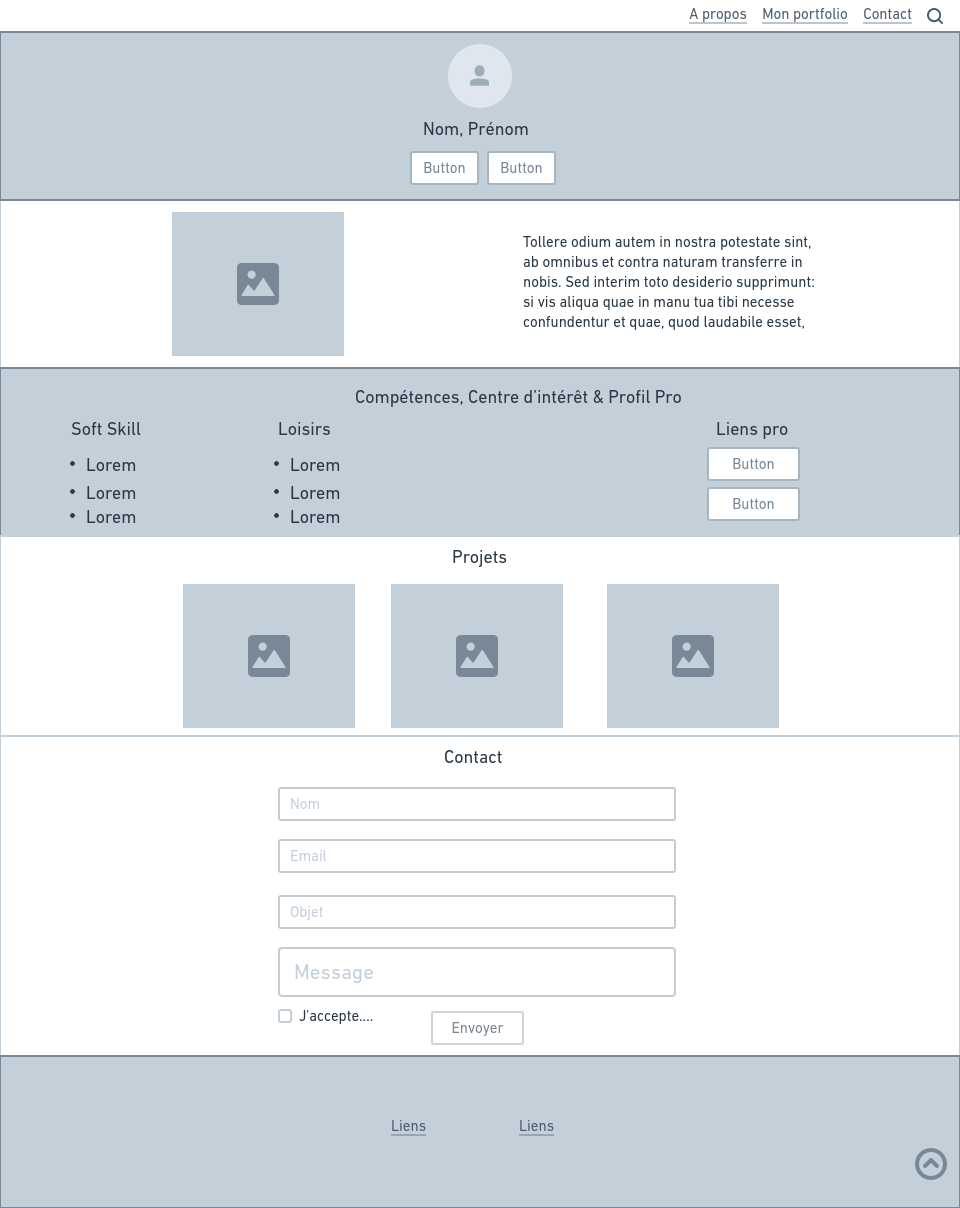 A propos Mon portfolio Contact
Nom, Prénom
Button Button
Tollere odium autem in nostra potestate sint,
ab omnibus et contra naturam transferre in
nobis. Sed interim toto desiderio supprimunt:
si vis aliqua quae in manu tua tibi necesse
confundentur et quae, quod laudabile esset,
Compétences, Centre d'intérêt & Profil Pro
Soft Skill
• Lorem
• Lorem
• Lorem
Loisirs
• Lorem
• Lorem
• Lorem
Liens pro
Button
Button
Projets
Contact
Nom
Email
Objet
Message
J'accepte....
Envoyer
Liens Liens